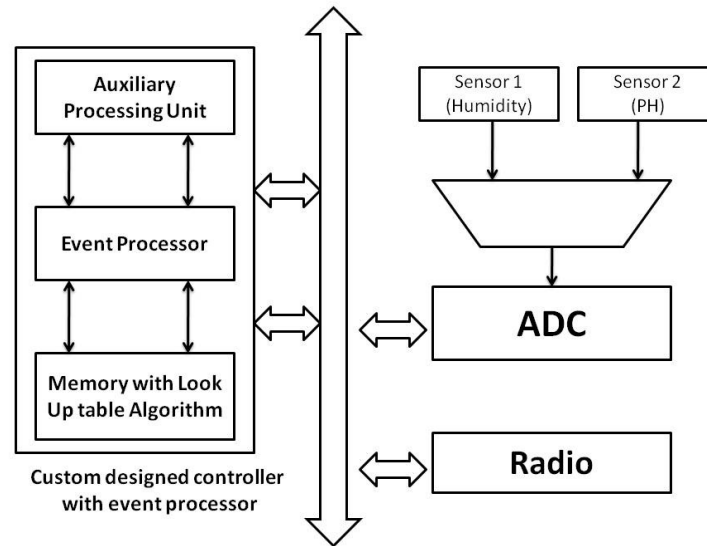 Auxiliary
Processing Unit
Event Processor
Memory with Look
Up table Algorithm
Custom designed controller
with event processor
Sensor 1
(Humidity)
Sensor 2
(PH)
ADC
Radio